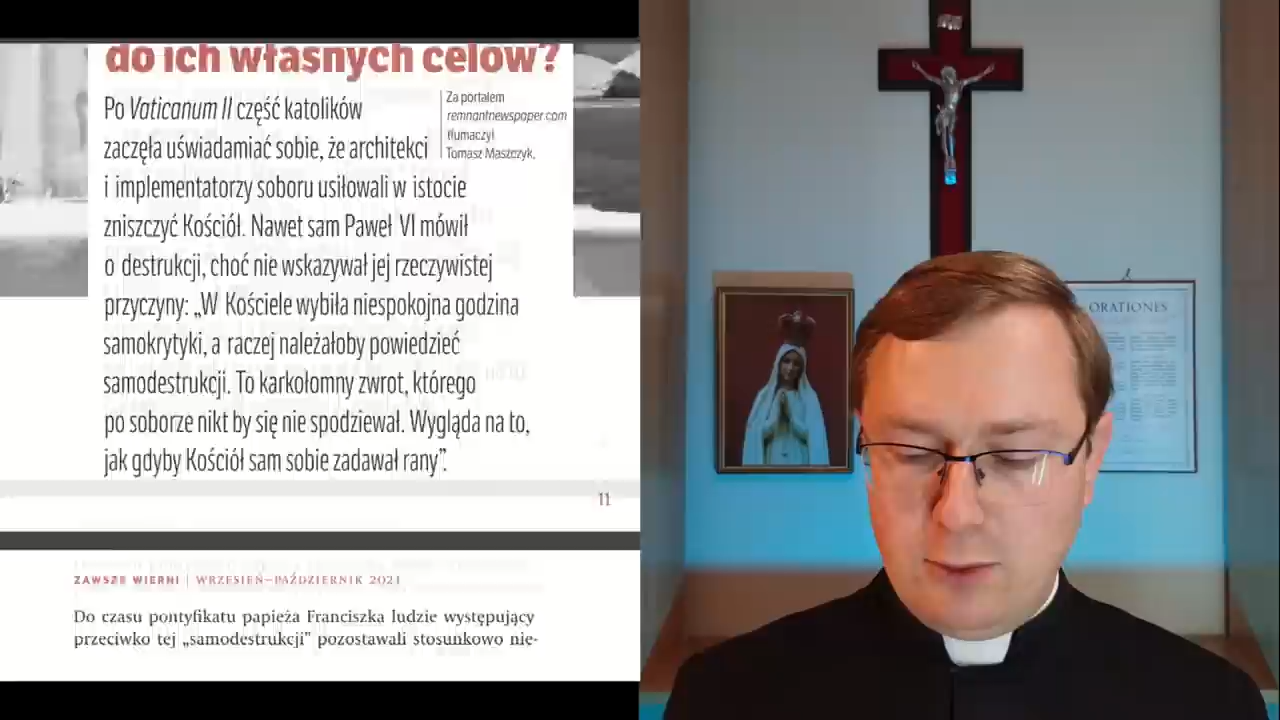 do ich własnych celów?
Po Vaticanum II część katolików
zaczęła uświadamiać sobie, że architekci
i implementatorzy soboru usiłowali w istocie
zniszczyć Kościół. Nawet sam Paweł VI mówił
o destrukcji, choć nie wskazywał jej rzeczywistej
przyczyny: „W Kościele wybiła niespokojna godzina
samokrytyki, a raczej należałoby powiedzieć
samodestrukcji. To karkołomny zwrot, którego
po soborze nikt by się nie spodziewał. Wygląda na to,
jak gdyby Kościół sam sobie zadawał rany”.
Za portalem
remnantnewspaper.com
tłumaczył
Tomasz Maszczyk,
11
ZAWSZE WIERNI | WRZESIEŃ–PAŹDZIERNIK 2021
Do czasu pontyfikatu papieża Franciszka ludzie występujący
przeciwko tej „samodestrukcji” pozostawali stosunkowo nie-
ORATIONES